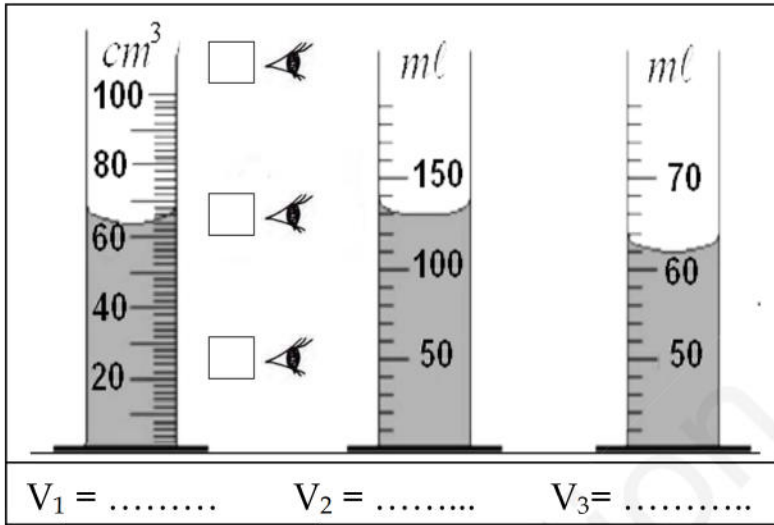 cm³
100
80
60
40
20
ml
150
100
50
ml
70
60
50
V₁ = ……… V₂ = ……... V₃= ………..